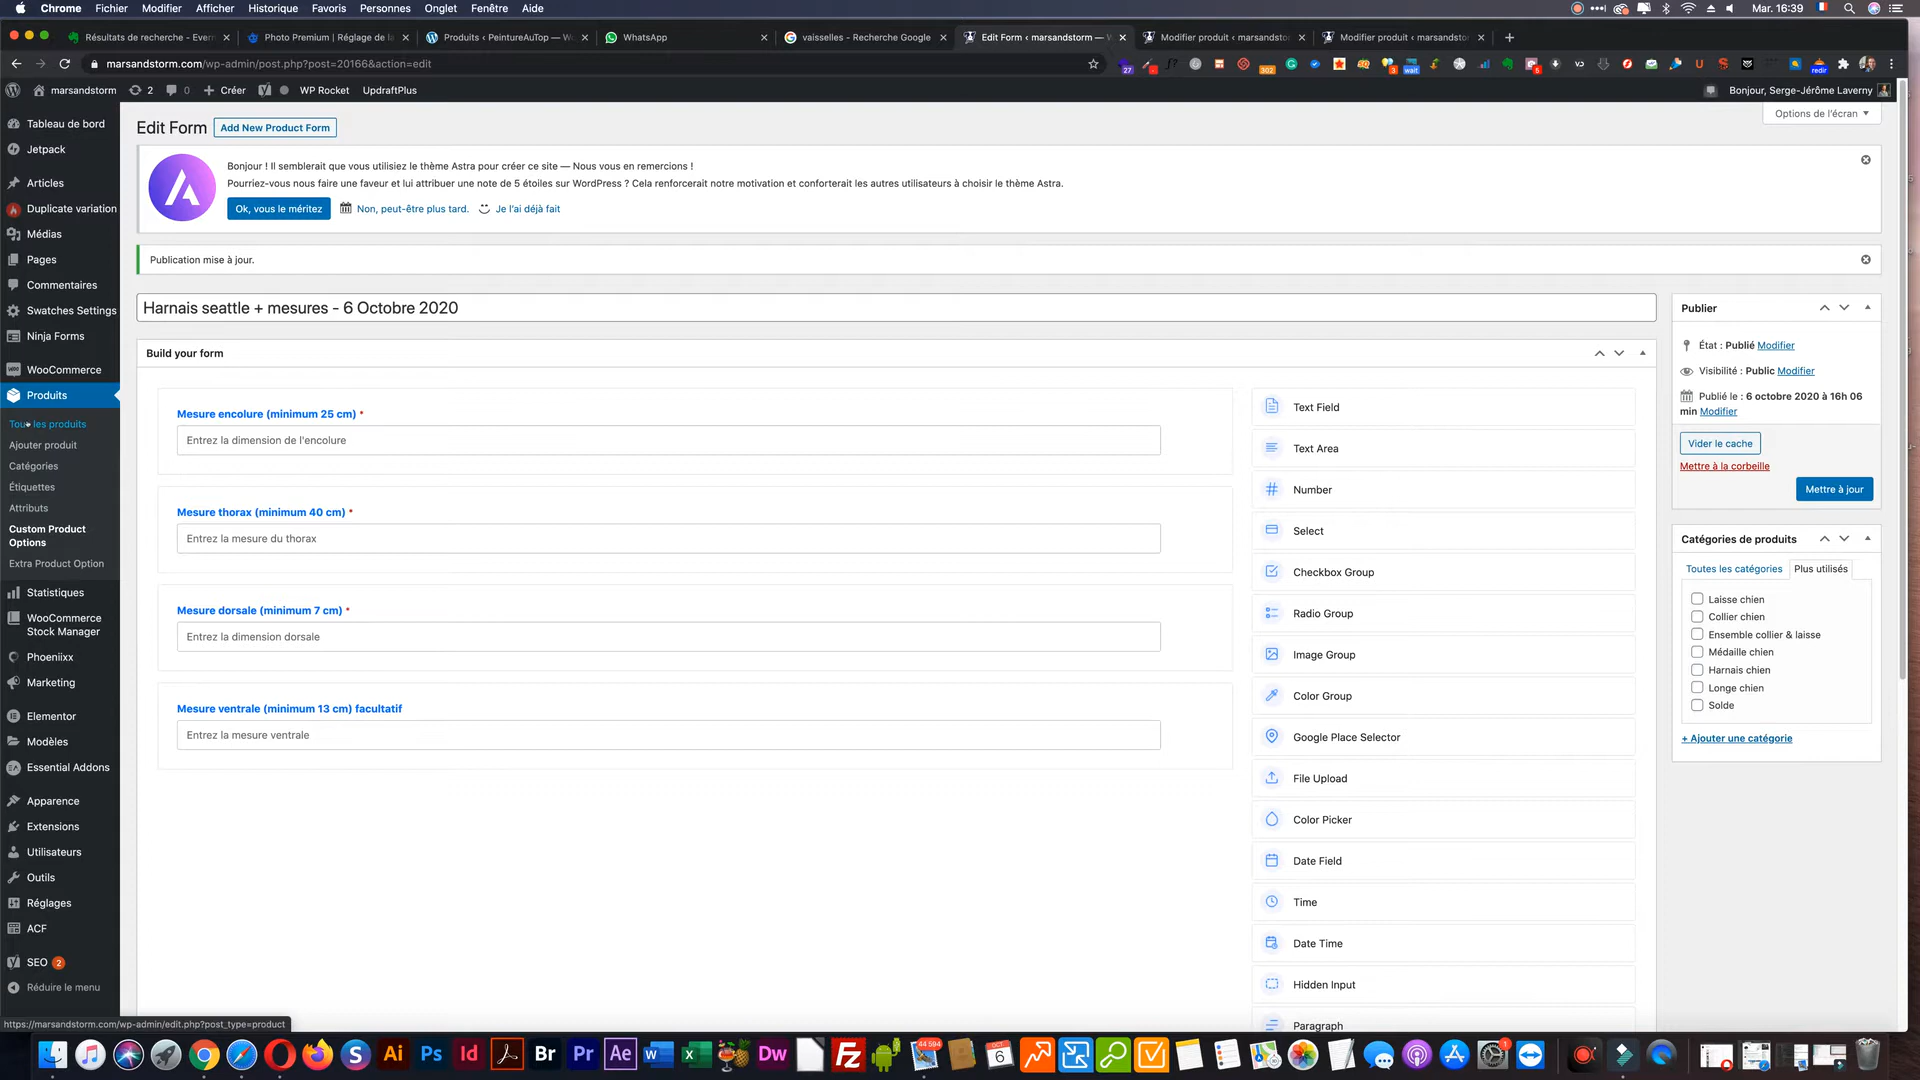 Chrome Fichier Modifier Afficher Historique Favoris Personnes Onglet Fenêtre Aide Mar. 16:39
Résultats de recherche - Evern
Photo Premium | Réglage de la
Produits ‹ PeintureAuTop — W
WhatsApp
vaisselles - Recherche Google
Edit Form ‹ marsandstorm — W
Modifier produit ‹ marsandsto
Modifier produit ‹ marsandsto
marsandstorm.com/wp-admin/post.php?post=20166&action=edit
marsandstorm 2 0 Créer WP Rocket UpdraftPlus Bonjour, Serge-Jérôme Laverny
Options de l'écran
Tableau de bord
Jetpack
Articles
Duplicate variation
Médias
Pages
Commentaires
Swatches Settings
Ninja Forms
WooCommerce
Produits
Tous les produits
Ajouter produit
Catégories
Étiquettes
Attributs
Custom Product
Options
Extra Product Option
Statistiques
WooCommerce
Stock Manager
Phoeniixx
Marketing
Elementor
Modèles
Essential Addons
Apparence
Extensions
Utilisateurs
Outils
Réglages
ACF
SEO 2
Réduire le menu
Edit Form Add New Product Form
Bonjour ! Il semblerait que vous utilisiez le thème Astra pour créer ce site — Nous vous en remercions !
Pourriez-vous nous faire une faveur et lui attribuer une note de 5 étoiles sur WordPress ? Cela renforcerait notre motivation et conforterait les autres utilisateurs à choisir le thème Astra.
Ok, vous le méritez Non, peut-être plus tard. Je l'ai déjà fait
Publication mise à jour.
Harnais seattle + mesures - 6 Octobre 2020
Build your form
Mesure encolure (minimum 25 cm) *
Entrez la dimension de l'encolure
Mesure thorax (minimum 40 cm) *
Entrez la mesure du thorax
Mesure dorsale (minimum 7 cm) *
Entrez la dimension dorsale
Mesure ventrale (minimum 13 cm) facultatif
Entrez la mesure ventrale
Text Field
Text Area
Number
Select
Checkbox Group
Radio Group
Image Group
Color Group
Google Place Selector
File Upload
Color Picker
Date Field
Time
Date Time
Hidden Input
Paragraph
Publier
État : Publié Modifier
Visibilité : Public Modifier
Publié le : 6 octobre 2020 à 16h 06
min Modifier
Vider le cache
Mettre à la corbeille
Mettre à jour
Catégories de produits
Toutes les catégories Plus utilisés
Laisse chien
Collier chien
Ensemble collier & laisse
Médaille chien
Harnais chien
Longe chien
Solde
+ Ajouter une catégorie
https://marsandstorm.com/wp-admin/edit.php?post_type=product